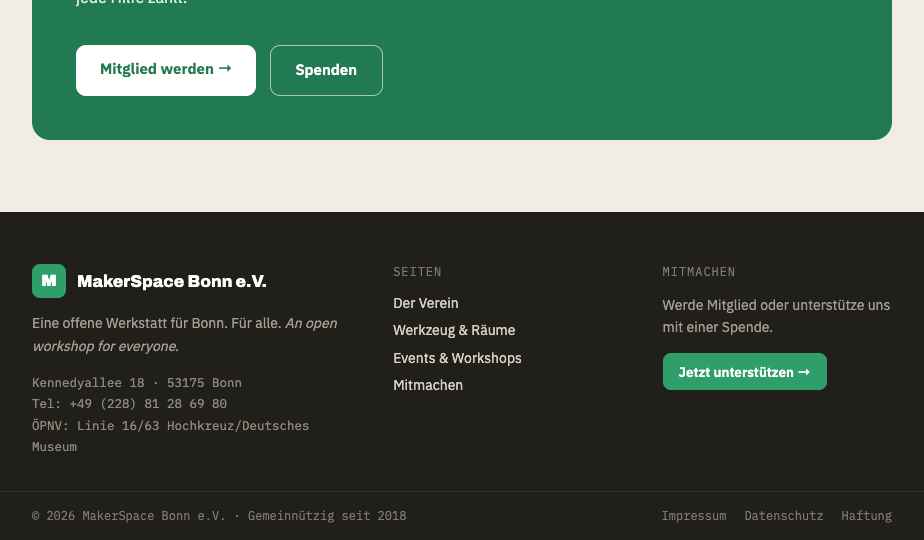 jede Hilfe zählt.
Mitglied werden →
Spenden
M
MakerSpace Bonn e.V.
Eine offene Werkstatt für Bonn. Für alle. An open
workshop for everyone.
Kennedyallee 18 · 53175 Bonn
Tel: +49 (228) 81 28 69 80
ÖPNV: Linie 16/63 Hochkreuz/Deutsches
Museum
SEITEN
Der Verein
Werkzeug & Räume
Events & Workshops
Mitmachen
MITMACHEN
Werde Mitglied oder unterstütze uns
mit einer Spende.
Jetzt unterstützen →
© 2026 MakerSpace Bonn e.V. · Gemeinnützig seit 2018
Impressum Datenschutz Haftung